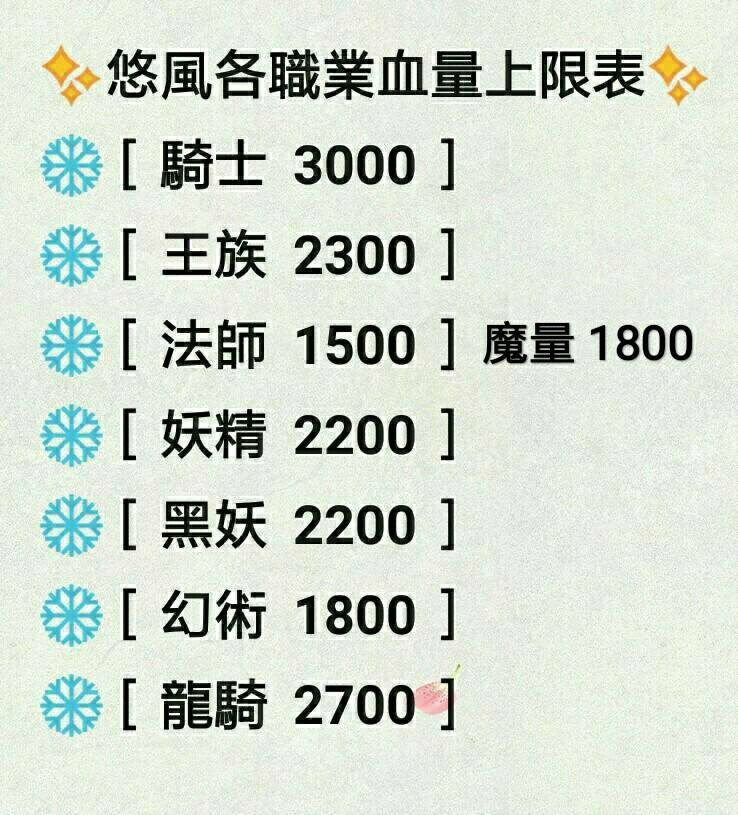 ✨悠風各職業血量上限表✨
❄[ 騎士 3000 ]
❄[ 王族 2300 ]
❄[ 法師 1500 ] 魔量 1800
❄[ 妖精 2200 ]
❄[ 黑妖 2200 ]
❄[ 幻術 1800 ]
❄[ 龍騎 2700 ]